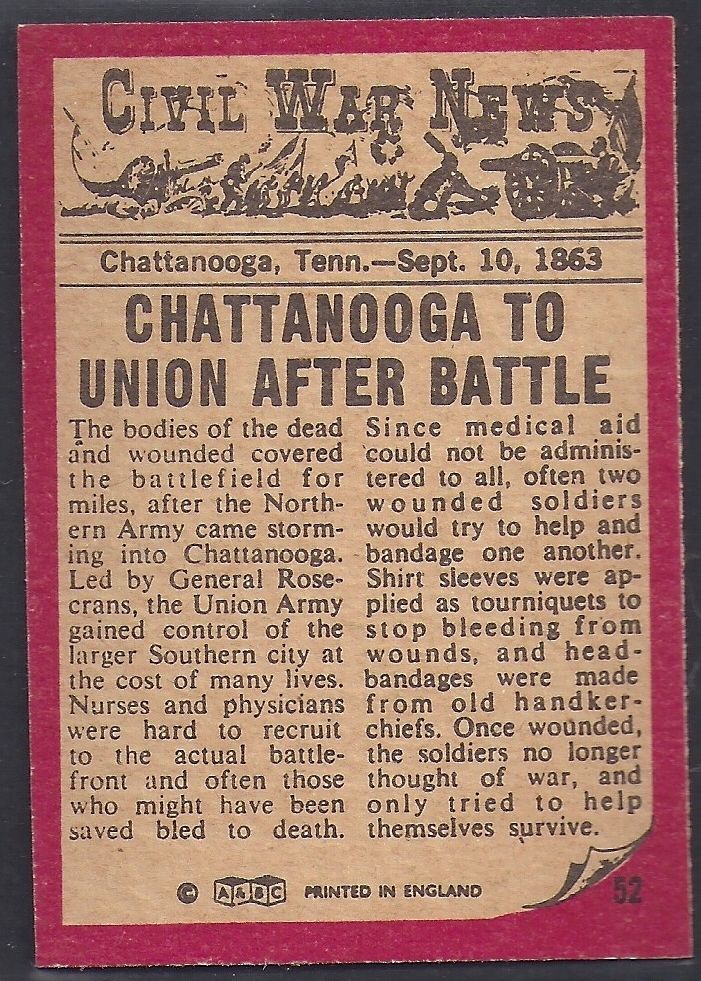 CIVIL WAR NEWS
Chattanooga, Tenn.—Sept. 10, 1863
CHATTANOOGA TO
UNION AFTER BATTLE
The bodies of the dead
and wounded covered
the battlefield for
miles, after the North-
ern Army came storm-
ing into Chattanooga.
Led by General Rose-
crans, the Union Army
gained control of the
larger Southern city at
the cost of many lives.
Nurses and physicians
were hard to recruit
to the actual battle-
front and often those
who might have been
saved bled to death.
Since medical aid
could not be adminis-
tered to all, often two
wounded soldiers
would try to help and
bandage one another.
Shirt sleeves were ap-
plied as tourniquets to
stop bleeding from
wounds, and head-
bandages were made
from old handker-
chiefs. Once wounded,
the soldiers no longer
thought of war, and
only tried to help
themselves survive.
© A&BC PRINTED IN ENGLAND
52